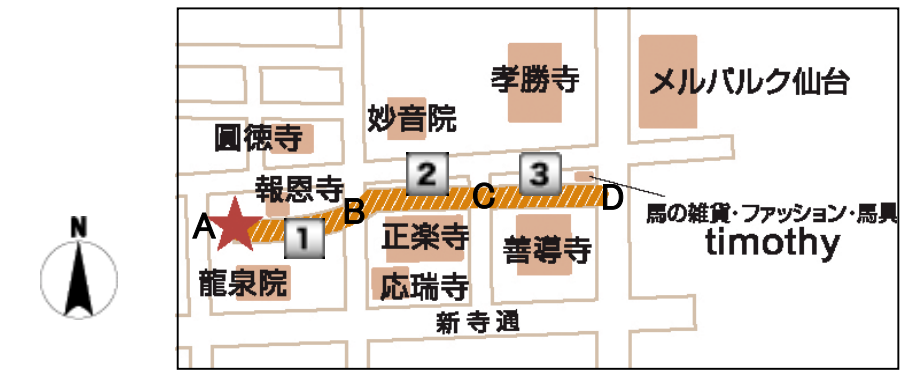 孝勝寺
メルパルク仙台
妙音院
圓徳寺
2
3
報恩寺
A
B
C
D
1
馬の雑貨・ファッション・馬具
timothy
正楽寺
善導寺
N
龍泉院
応瑞寺
新寺通